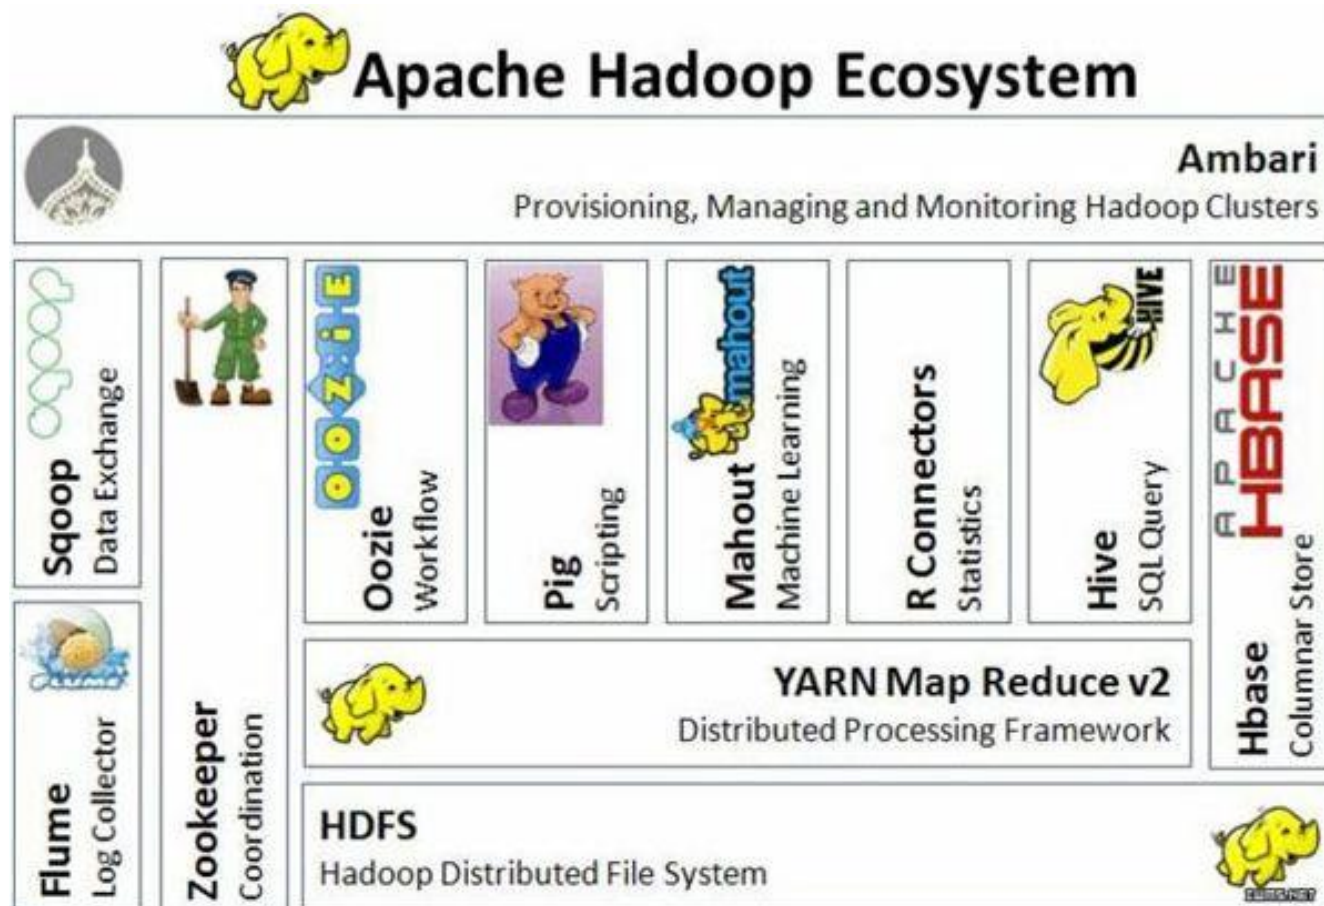 Apache Hadoop Ecosystem
Ambari
Provisioning, Managing and Monitoring Hadoop Clusters
sqoop
Sqoop
Data Exchange
Zookeeper
Coordination
OOZiE
Oozie
Workflow
Pig
Scripting
mahout
Mahout
Machine Learning
R Connectors
Statistics
HIVE
Hive
SQL Query
APACHE
HBASE
Hbase
Columnar Store
flume
Flume
Log Collector
YARN Map Reduce v2
Distributed Processing Framework
HDFS
Hadoop Distributed File System